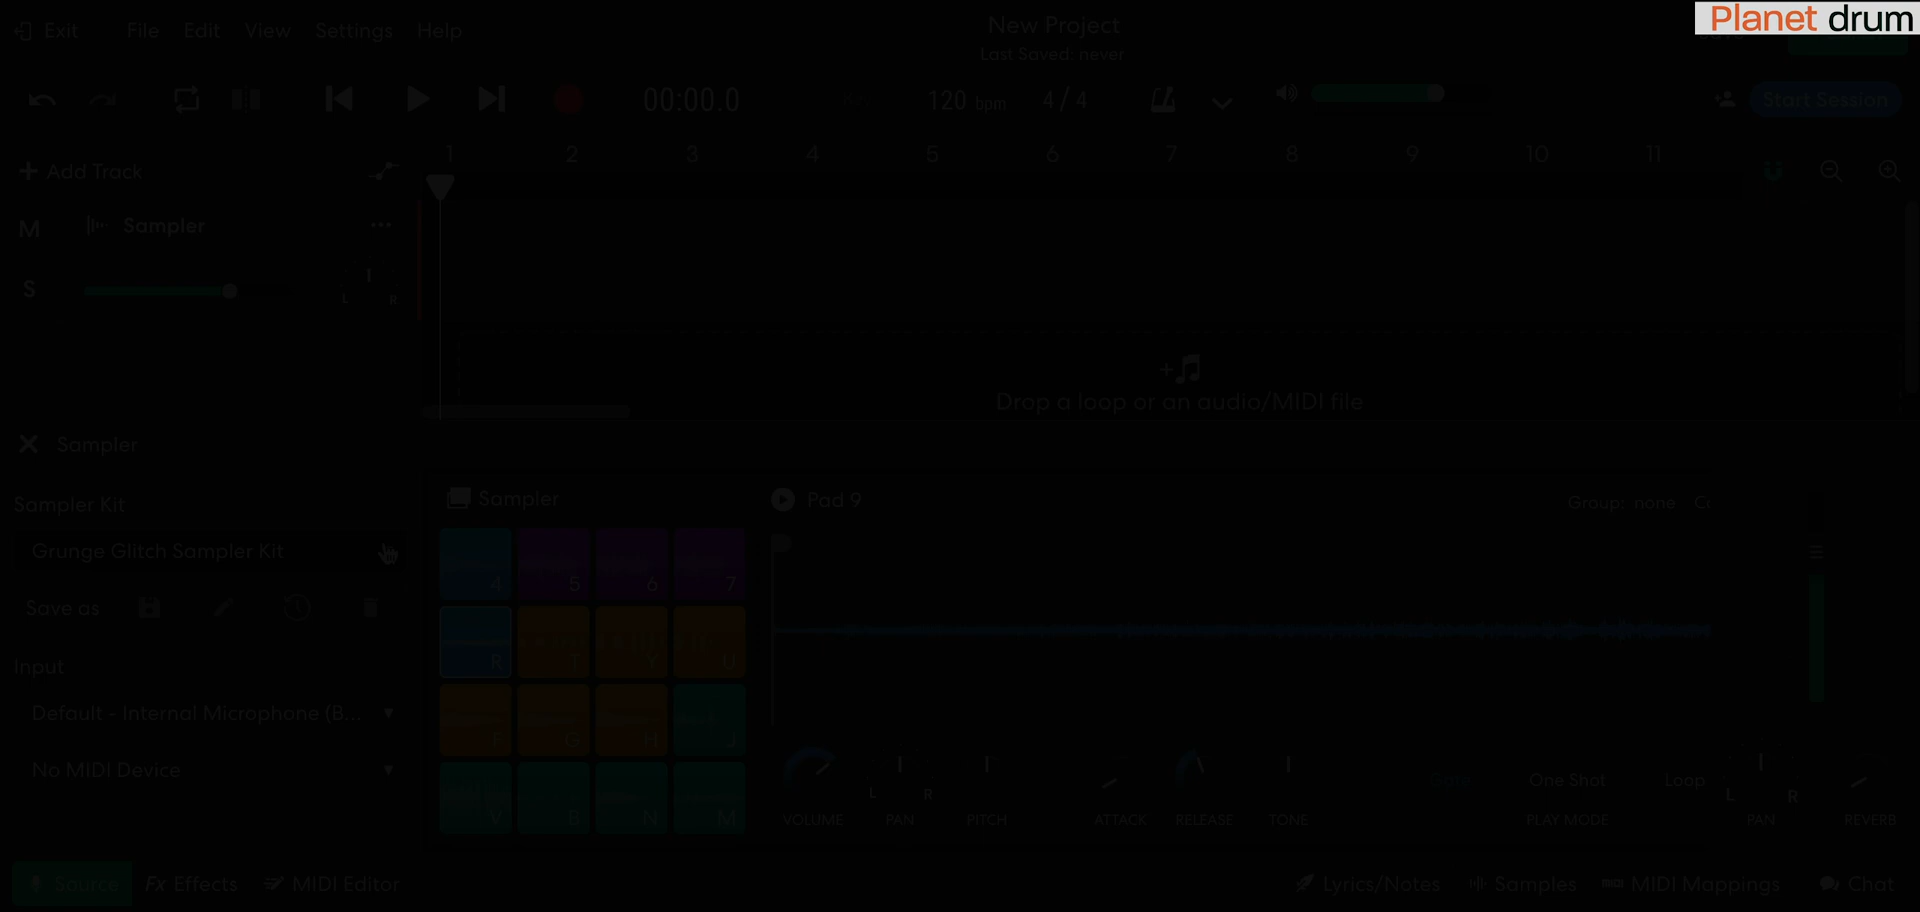 Planet drum
Exit File Edit View Settings Help
New Project
Last Saved: never
00:00.0
120 bpm
4 / 4
Start Session
1 2 3 4 5 6 7 8 9 10 11
Add Track
M
Sampler
S
L R
Drop a loop or an audio/MIDI file
Sampler
Sampler Kit
Grunge Glitch Sampler Kit
Save as
Input
Default - Internal Microphone (B...
No MIDI Device
Sampler
Pad 9
Group: none
4 5 6 7
R T Y U
F G H J
V B N M
L R
Gate One Shot Loop
L R
VOLUME PAN PITCH ATTACK RELEASE TONE PLAY MODE PAN REVERB
Source Fx Effects MIDI Editor
Lyrics/Notes Samples MIDI Mappings Chat